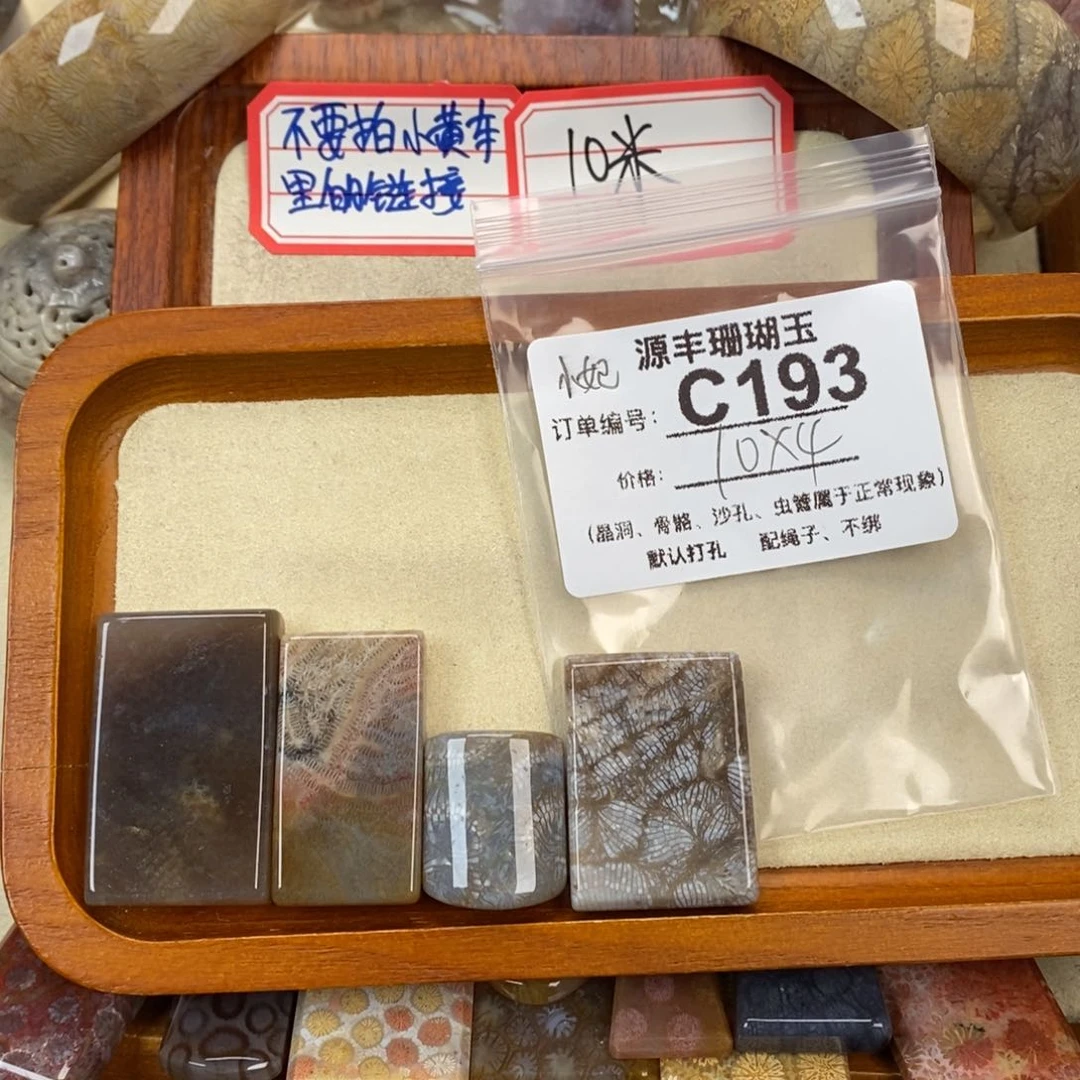 不要拍小黄车
里的链接
10米
源丰珊瑚玉
小妃
C193
订单编号：
10X4
价格：
(晶洞、骨骼、沙孔、虫管属于正常现象)
默认打孔 配绳子、不绑